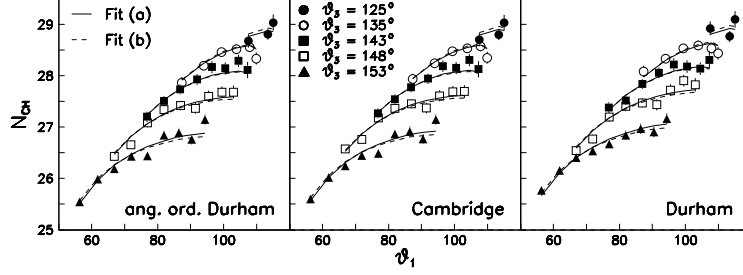 29
28
27
26
25
N_CH
Fit (a)
Fit (b)
ϑ₃ = 125°
ϑ₃ = 135°
ϑ₃ = 143°
ϑ₃ = 148°
ϑ₃ = 153°
ang. ord. Durham
Cambridge
Durham
60 80 100 60 80 100 60 80 100
ϑ₁